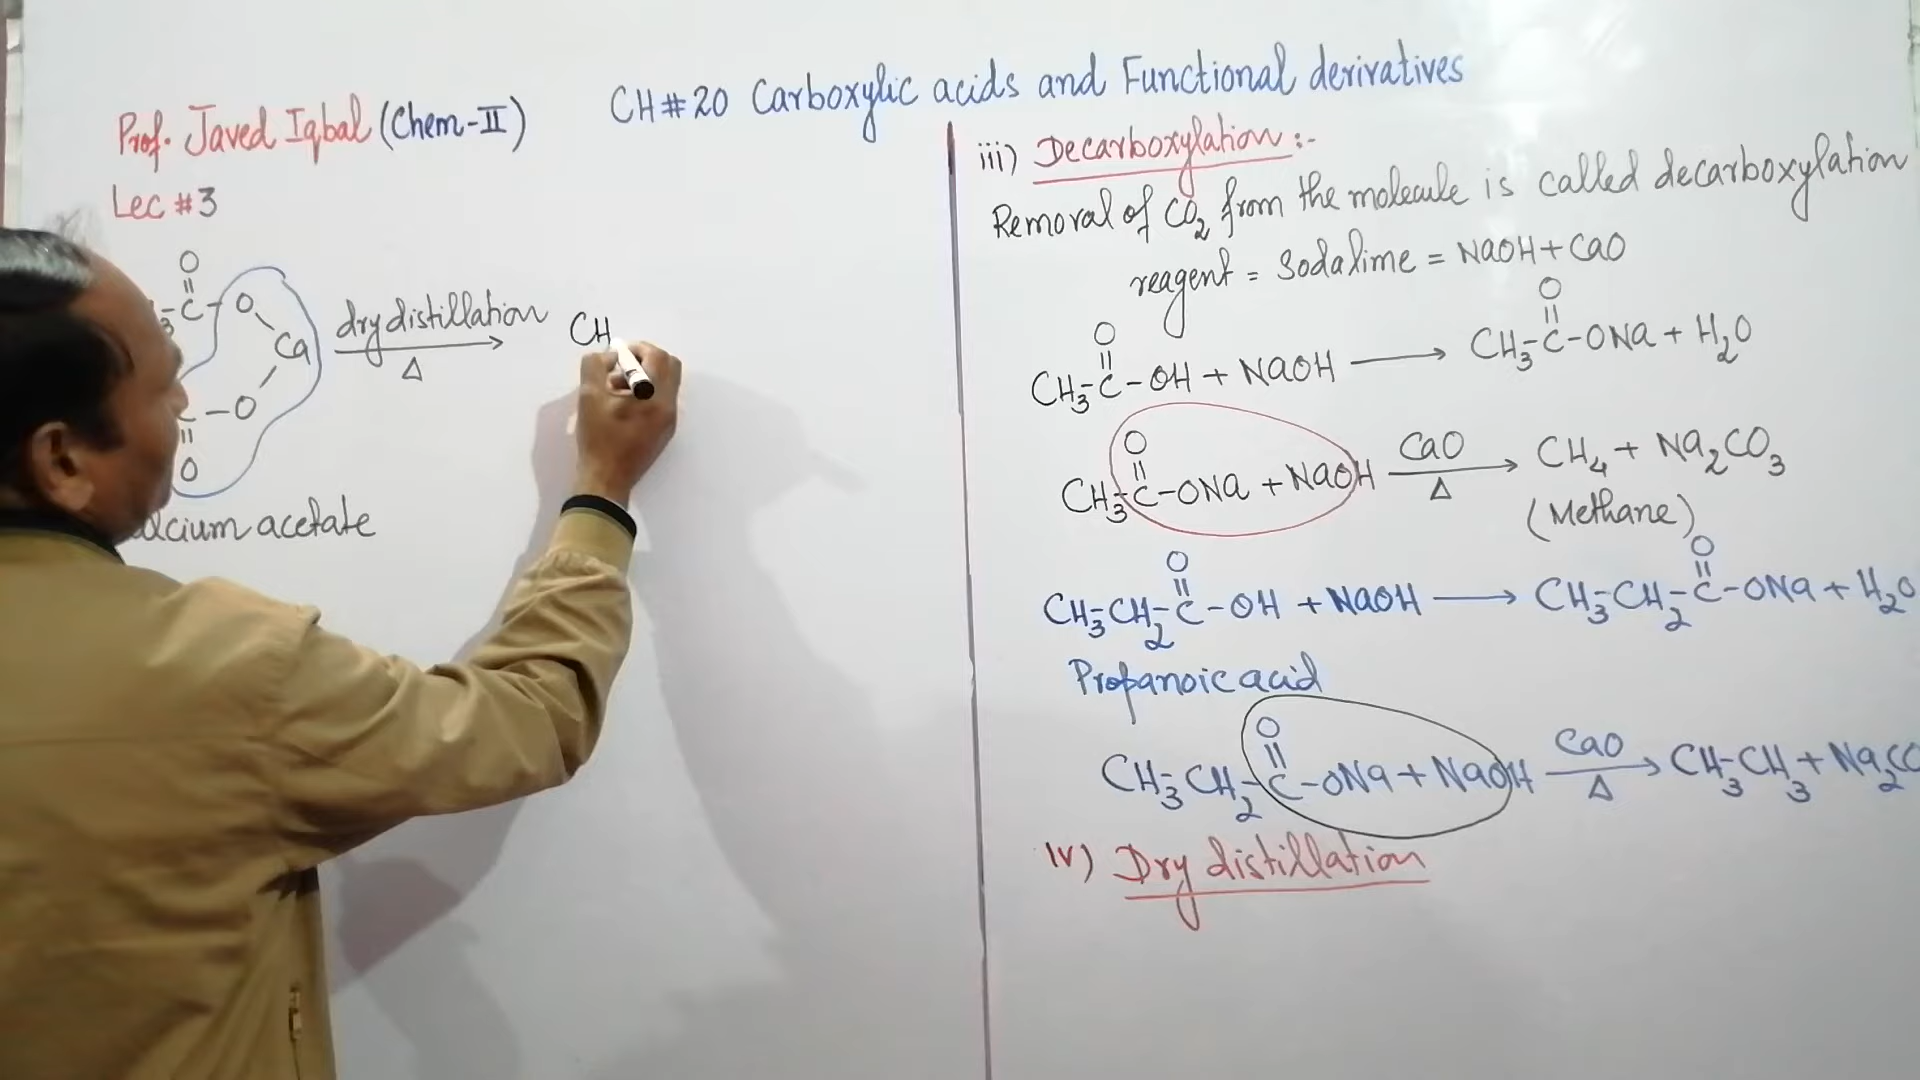 CH#20 Carboxylic acids and Functional derivatives
Prof. Javed Iqbal (Chem-II)
Lec #3
O
||
3-C-O
Ca
dry distillation
Δ
CH
C-O
||
O
lcium acetate
iii) Decarboxylation:-
Removal of CO2 from the molecule is called decarboxylation
reagent = Sodalime = NaOH+CaO
O
||
CH3-C-OH + NaOH ⟶ CH3-C-ONa + H2O
O
||
O
||
CH3-C-ONa + NaOH ⟶ CH4 + Na2CO3
CaO
Δ
(Methane)
O
||
CH3-CH2-C-OH + NaOH ⟶ CH3-CH2-C-ONa + H2O
O
||
Propanoic acid
O
||
CH3-CH2-C-ONa + NaOH ⟶ CH3-CH3 + Na2CO
CaO
Δ
iv) Dry distillation